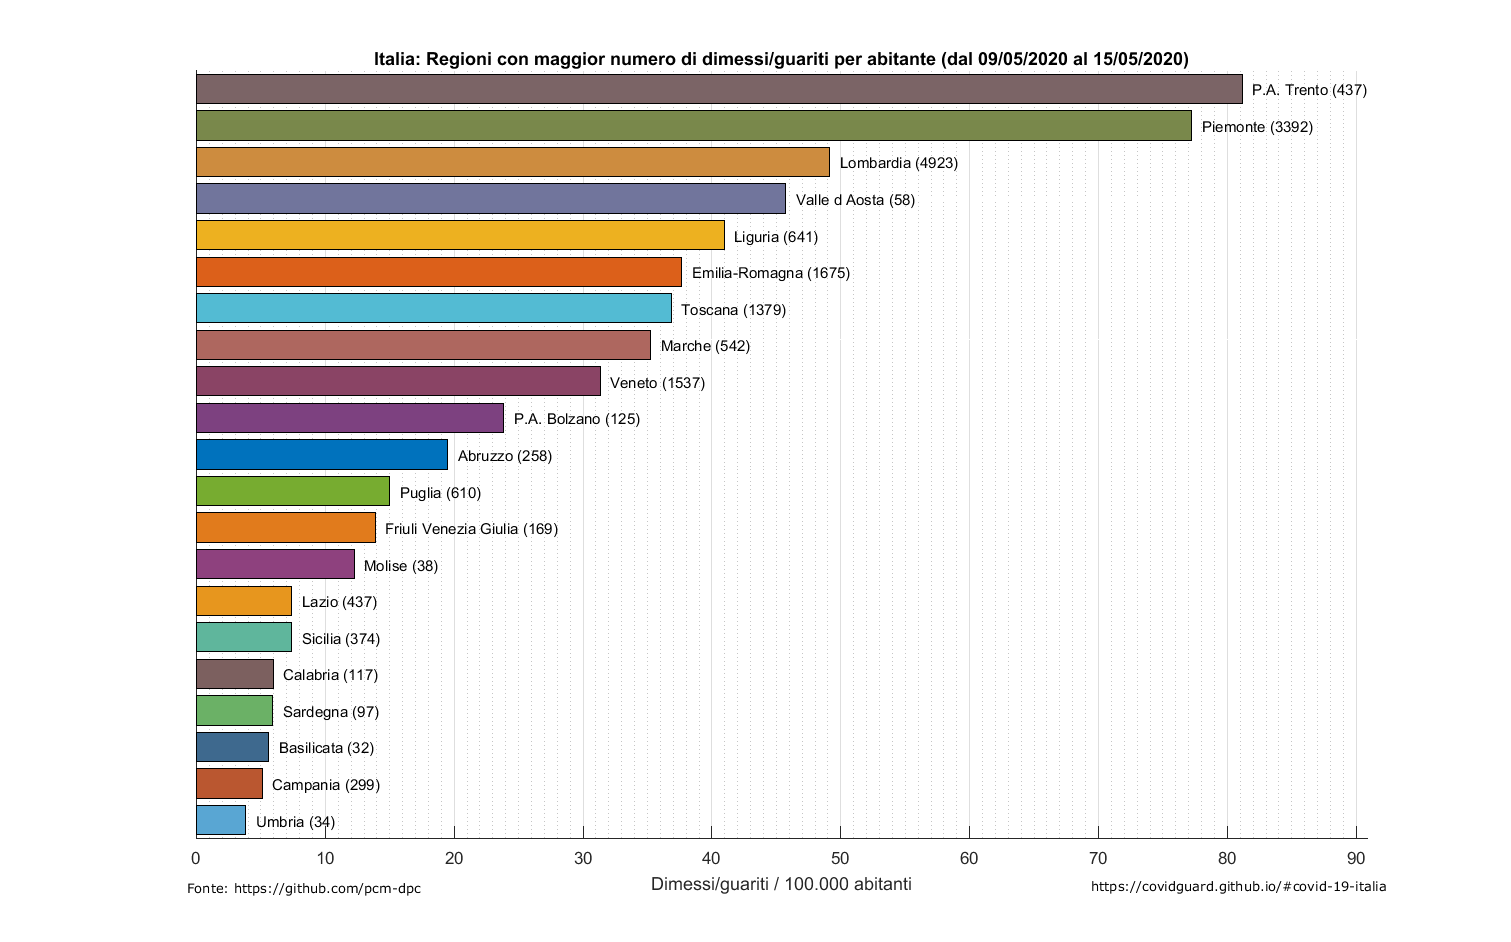 Italia: Regioni con maggior numero di dimessi/guariti per abitante (dal 09/05/2020 al 15/05/2020)
P.A. Trento (437)
Piemonte (3392)
Lombardia (4923)
Valle d Aosta (58)
Liguria (641)
Emilia-Romagna (1675)
Toscana (1379)
Marche (542)
Veneto (1537)
P.A. Bolzano (125)
Abruzzo (258)
Puglia (610)
Friuli Venezia Giulia (169)
Molise (38)
Lazio (437)
Sicilia (374)
Calabria (117)
Sardegna (97)
Basilicata (32)
Campania (299)
Umbria (34)
0 10 20 30 40 50 60 70 80 90
Dimessi/guariti / 100.000 abitanti
Fonte: https://github.com/pcm-dpc
https://covidguard.github.io/#covid-19-italia